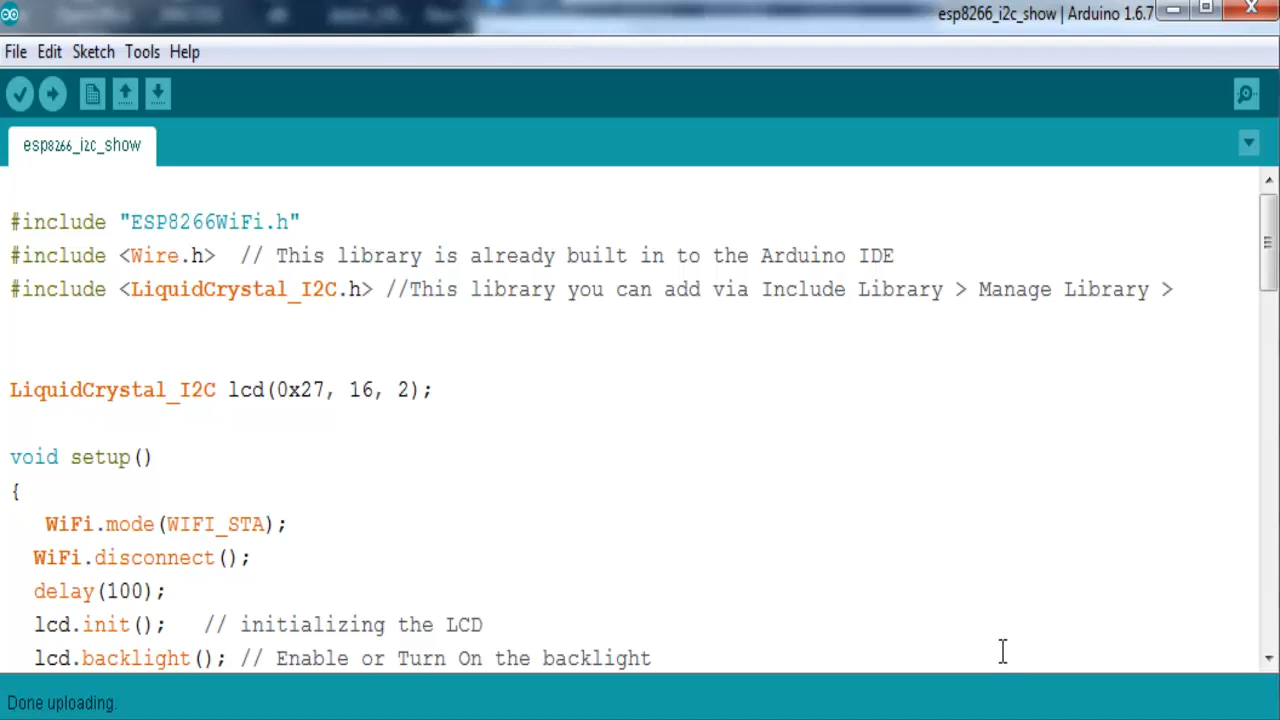 esp8266_i2c_show | Arduino 1.6.7
File Edit Sketch Tools Help
esp8266_i2c_show
#include "ESP8266WiFi.h"
#include <Wire.h>  // This library is already built in to the Arduino IDE
#include <LiquidCrystal_I2C.h> //This library you can add via Include Library > Manage Library >
LiquidCrystal_I2C lcd(0x27, 16, 2);
void setup()
{
WiFi.mode(WIFI_STA);
WiFi.disconnect();
delay(100);
lcd.init();   // initializing the LCD
lcd.backlight(); // Enable or Turn On the backlight
Done uploading.